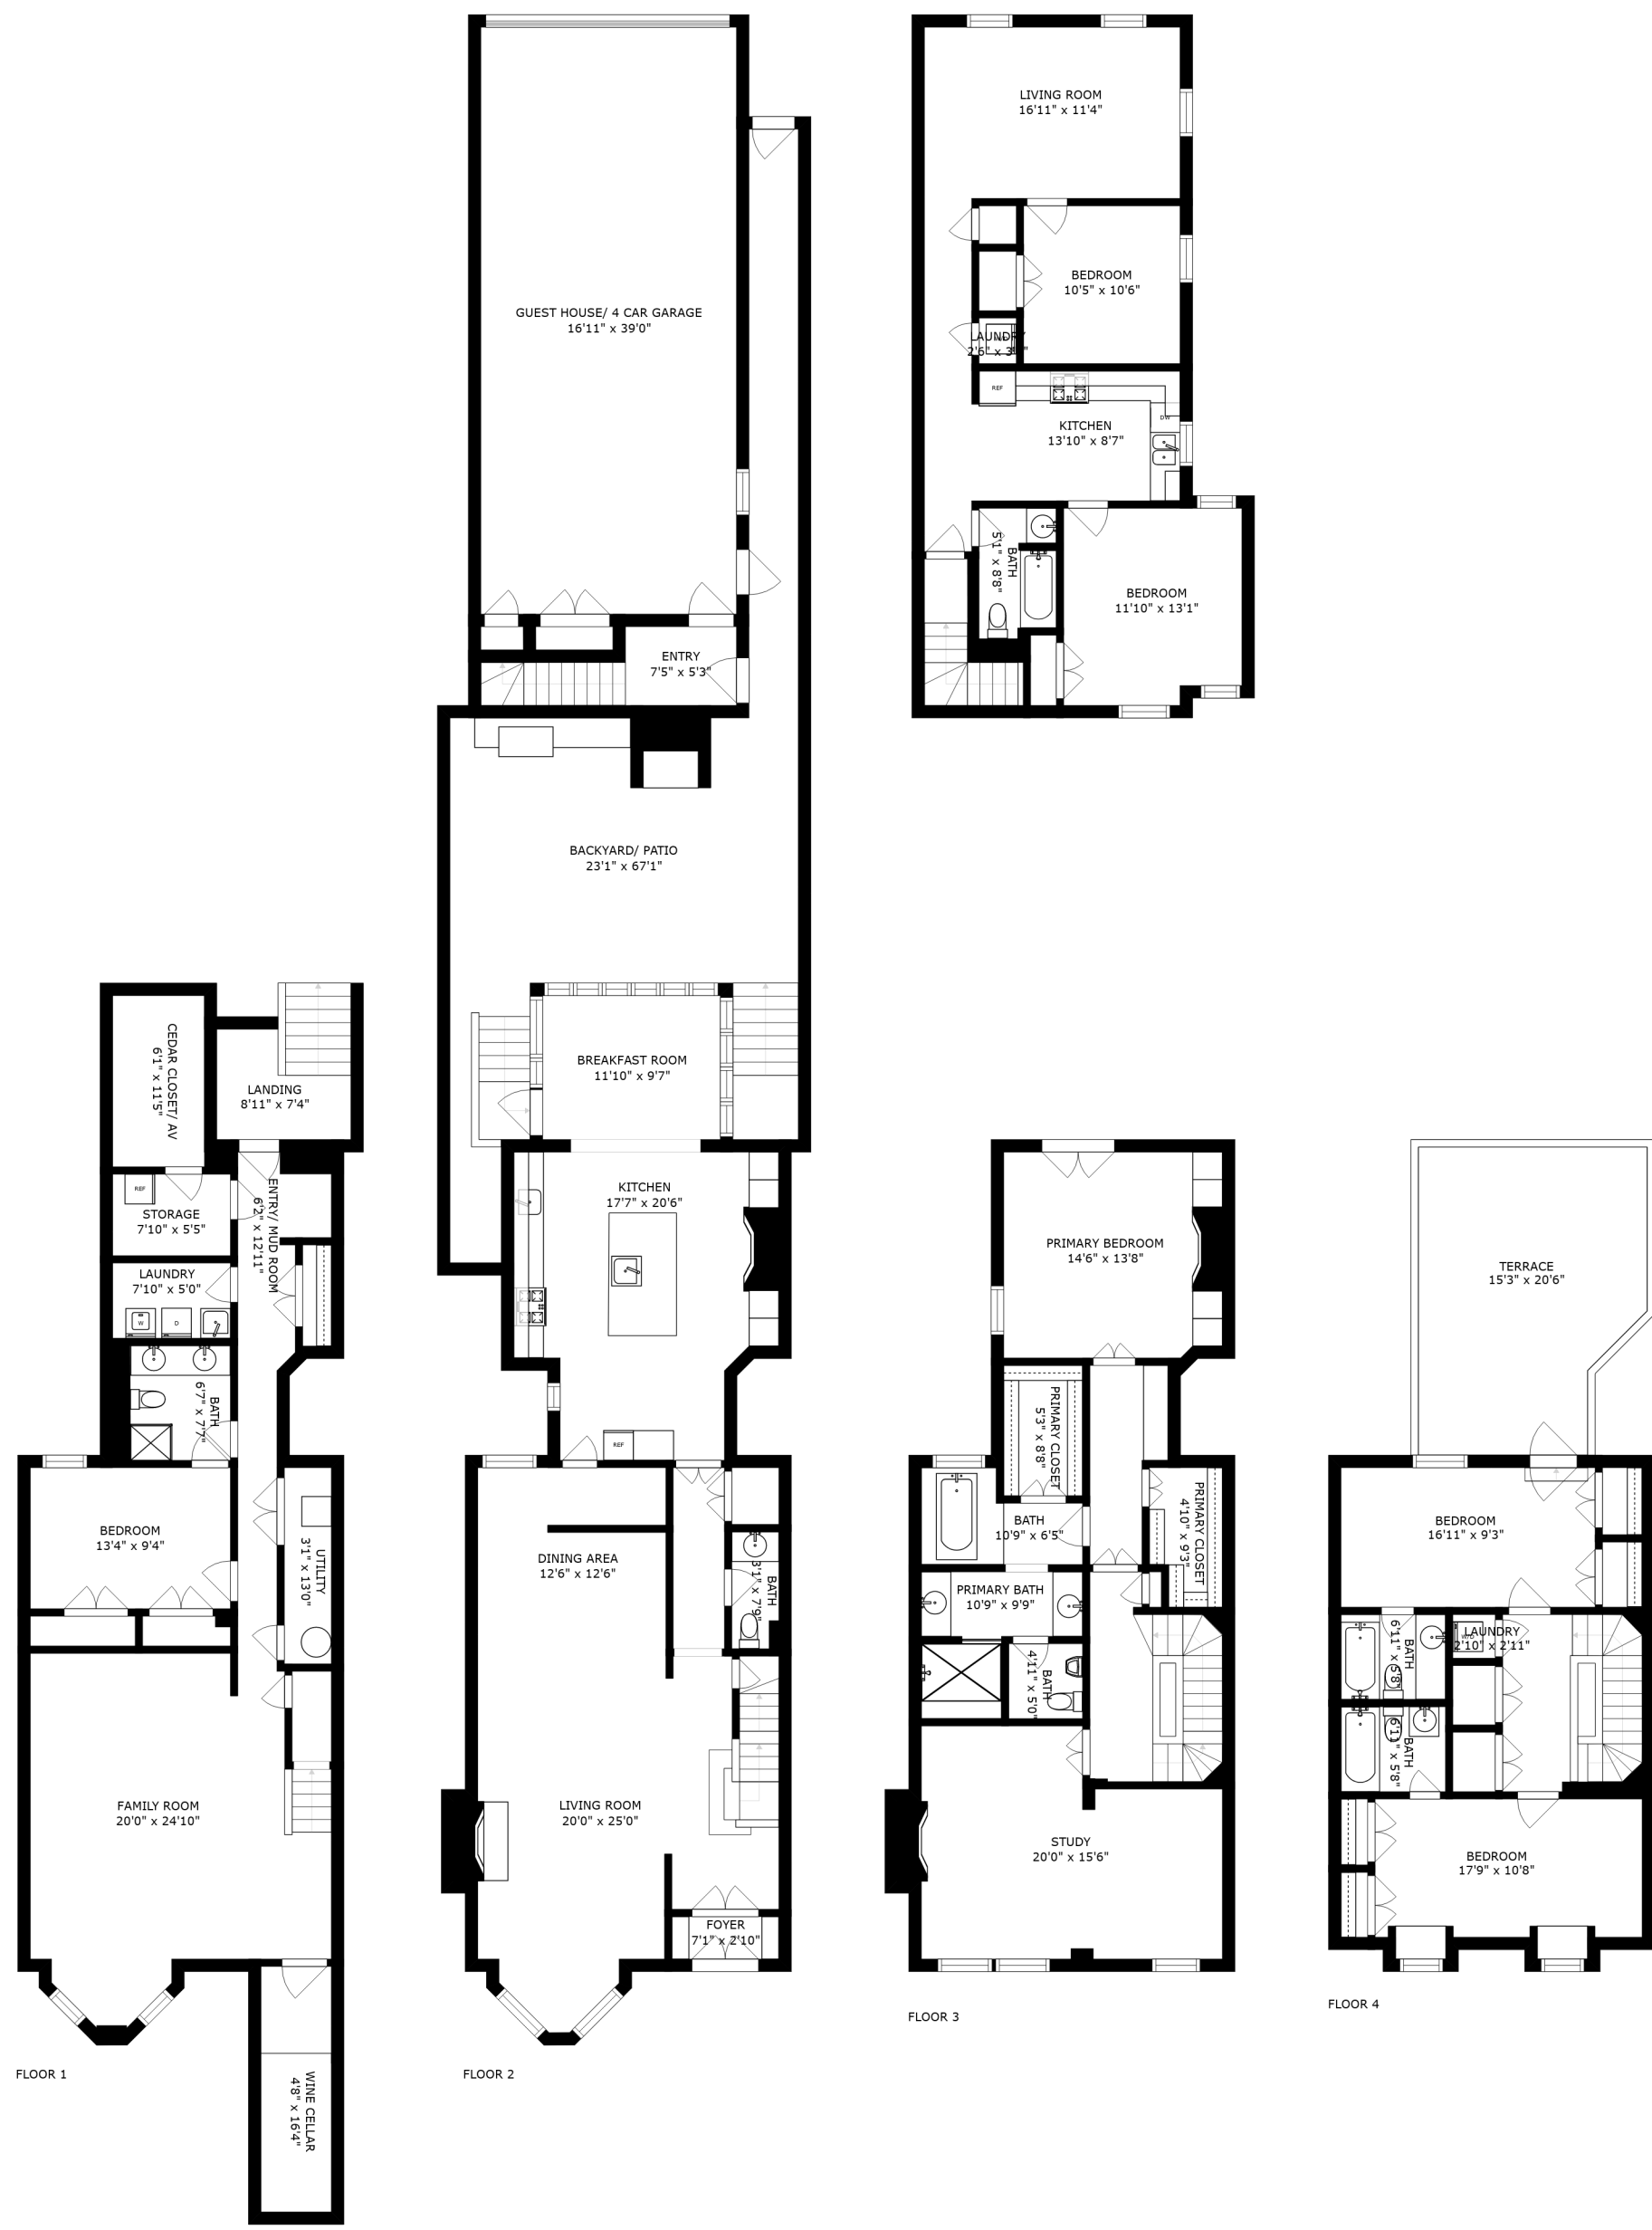 GUEST HOUSE/ 4 CAR GARAGE
16'11" x 39'0"
ENTRY
7'5" x 5'3"
BACKYARD/ PATIO
23'1" x 67'1"
BREAKFAST ROOM
11'10" x 9'7"
KITCHEN
17'7" x 20'6"
REF
DINING AREA
12'6" x 12'6"
BATH
3'1" x 7'9"
LIVING ROOM
20'0" x 25'0"
FOYER
7'1" x 2'10"
FLOOR 2
LIVING ROOM
16'11" x 11'4"
BEDROOM
10'5" x 10'6"
LAUNDRY
REF
KITCHEN
13'10" x 8'7"
DW
BATH
5'1" x 8'8"
BEDROOM
11'10" x 13'1"
CEDAR CLOSET/ AV
6'1" x 11'5"
LANDING
8'11" x 7'4"
REF
STORAGE
7'10" x 5'5"
ENTRY/ MUD ROOM
6'2" x 12'11"
LAUNDRY
7'10" x 5'0"
W
D
BATH
6'7" x 7'7"
BEDROOM
13'4" x 9'4"
UTILITY
3'1" x 13'0"
FAMILY ROOM
20'0" x 24'10"
WINE CELLAR
4'8" x 16'4"
FLOOR 1
PRIMARY BEDROOM
14'6" x 13'8"
PRIMARY CLOSET
5'3" x 8'8"
PRIMARY CLOSET
4'10" x 9'3"
BATH
10'9" x 6'5"
PRIMARY BATH
10'9" x 9'9"
BATH
4'11" x 5'0"
STUDY
20'0" x 15'6"
FLOOR 3
TERRACE
15'3" x 20'6"
BEDROOM
16'11" x 9'3"
BATH
6'11" x 5'8"
LAUNDRY
2'10" x 2'11"
BATH
6'11" x 5'8"
BEDROOM
17'9" x 10'8"
FLOOR 4